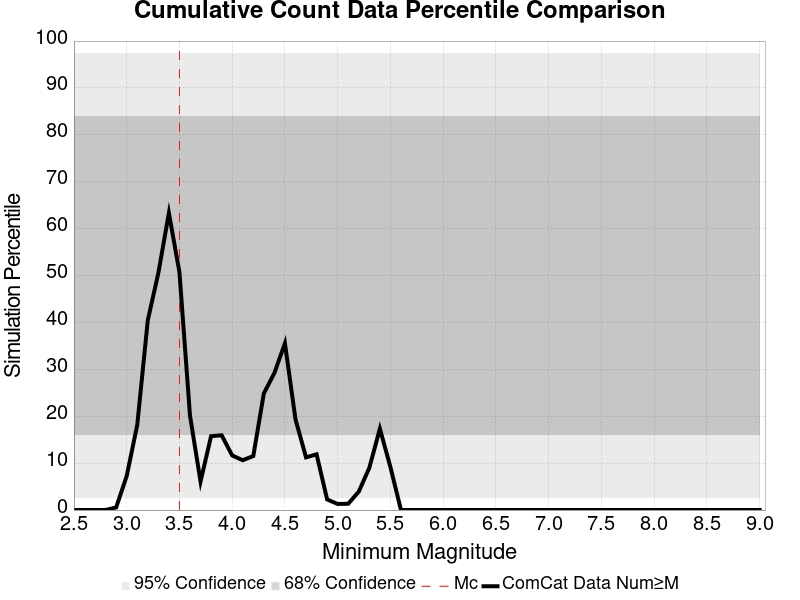 Cumulative Count Data Percentile Comparison
100
90
80
70
60
50
40
30
20
10
0
Simulation Percentile
2.5 3.0 3.5 4.0 4.5 5.0 5.5 6.0 6.5 7.0 7.5 8.0 8.5 9.0
Minimum Magnitude
95% Confidence 68% Confidence Mc ComCat Data Num≥M